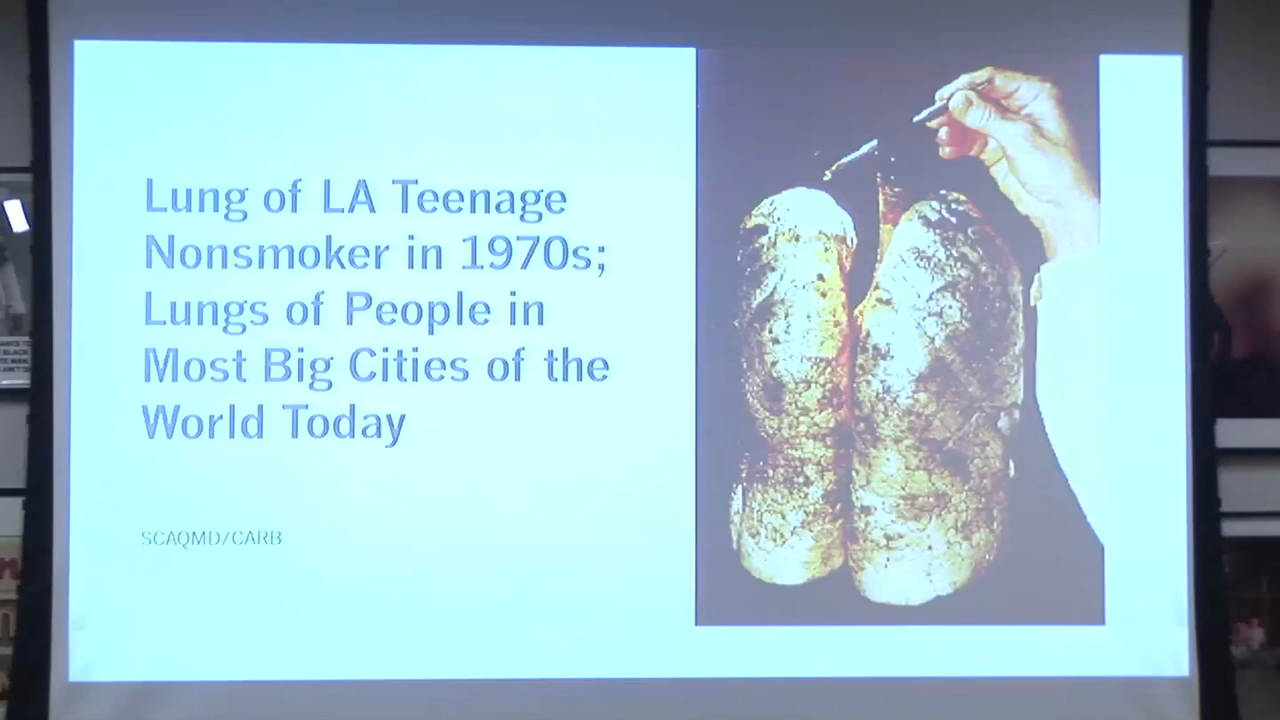 Lung of LA Teenage
Nonsmoker in 1970s;
Lungs of People in
Most Big Cities of the
World Today
SCAQMD/CARB